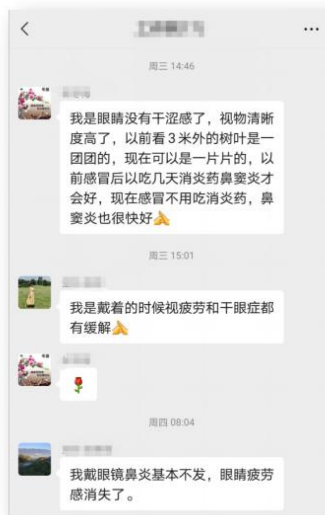 周三 14:46
我是眼睛没有干涩感了，视物清晰
度高了，以前看3米外的树叶是一
团团的，现在可以是一片片的，以
前感冒后以吃几天消炎药鼻窦炎才
会好，现在感冒不用吃消炎药，鼻
窦炎也很快好
周三 15:01
我是戴着的时候视疲劳和干眼症都
有缓解
周四 08:04
我戴眼镜鼻炎基本不发，眼睛疲劳
感消失了。